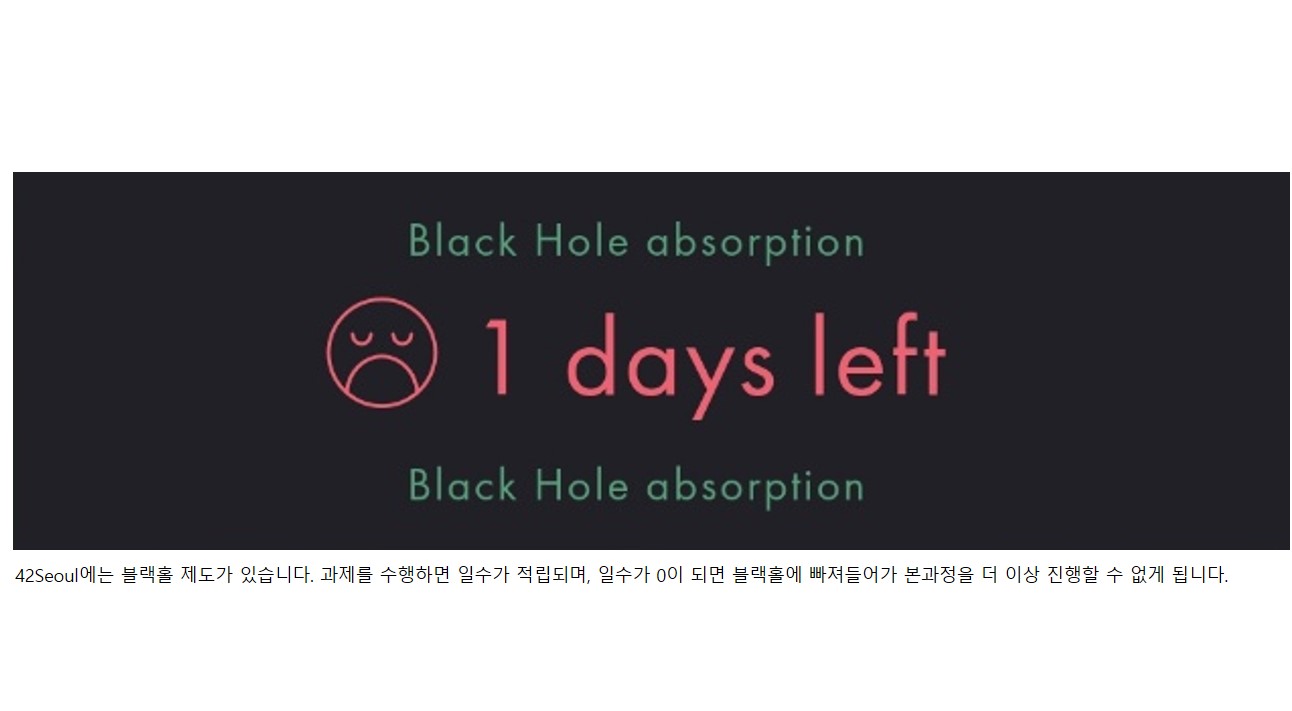 Black Hole absorption
1 days left
Black Hole absorption
42Seoul에는 블랙홀 제도가 있습니다. 과제를 수행하면 일수가 적립되며, 일수가 0이 되면 블랙홀에 빠져들어가 본과정을 더 이상 진행할 수 없게 됩니다.